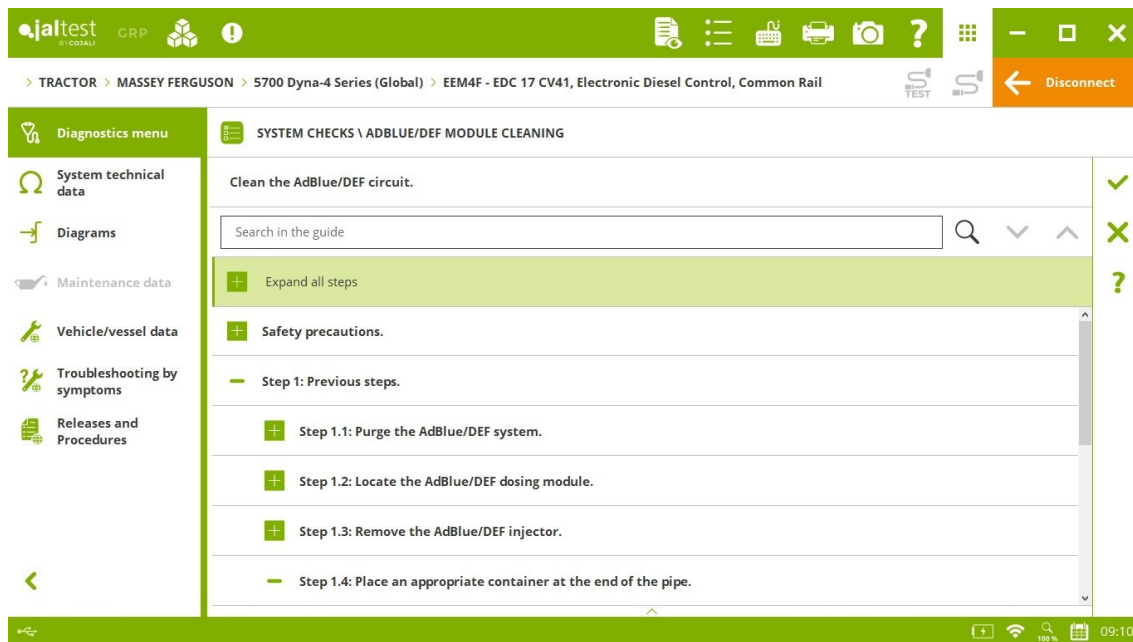 jaltest GRP
BY COJALI
?
> TRACTOR > MASSEY FERGUSON > 5700 Dyna-4 Series (Global) > EEM4F - EDC 17 CV41, Electronic Diesel Control, Common Rail
TEST
Disconnect
Diagnostics menu
SYSTEM CHECKS \ ADBLUE/DEF MODULE CLEANING
System technical
data
Clean the AdBlue/DEF circuit.
Diagrams
Search in the guide
Maintenance data
Expand all steps
?
Vehicle/vessel data
Safety precautions.
Troubleshooting by
symptoms
Step 1: Previous steps.
Releases and
Procedures
Step 1.1: Purge the AdBlue/DEF system.
Step 1.2: Locate the AdBlue/DEF dosing module.
Step 1.3: Remove the AdBlue/DEF injector.
Step 1.4: Place an appropriate container at the end of the pipe.
100 %
09:10